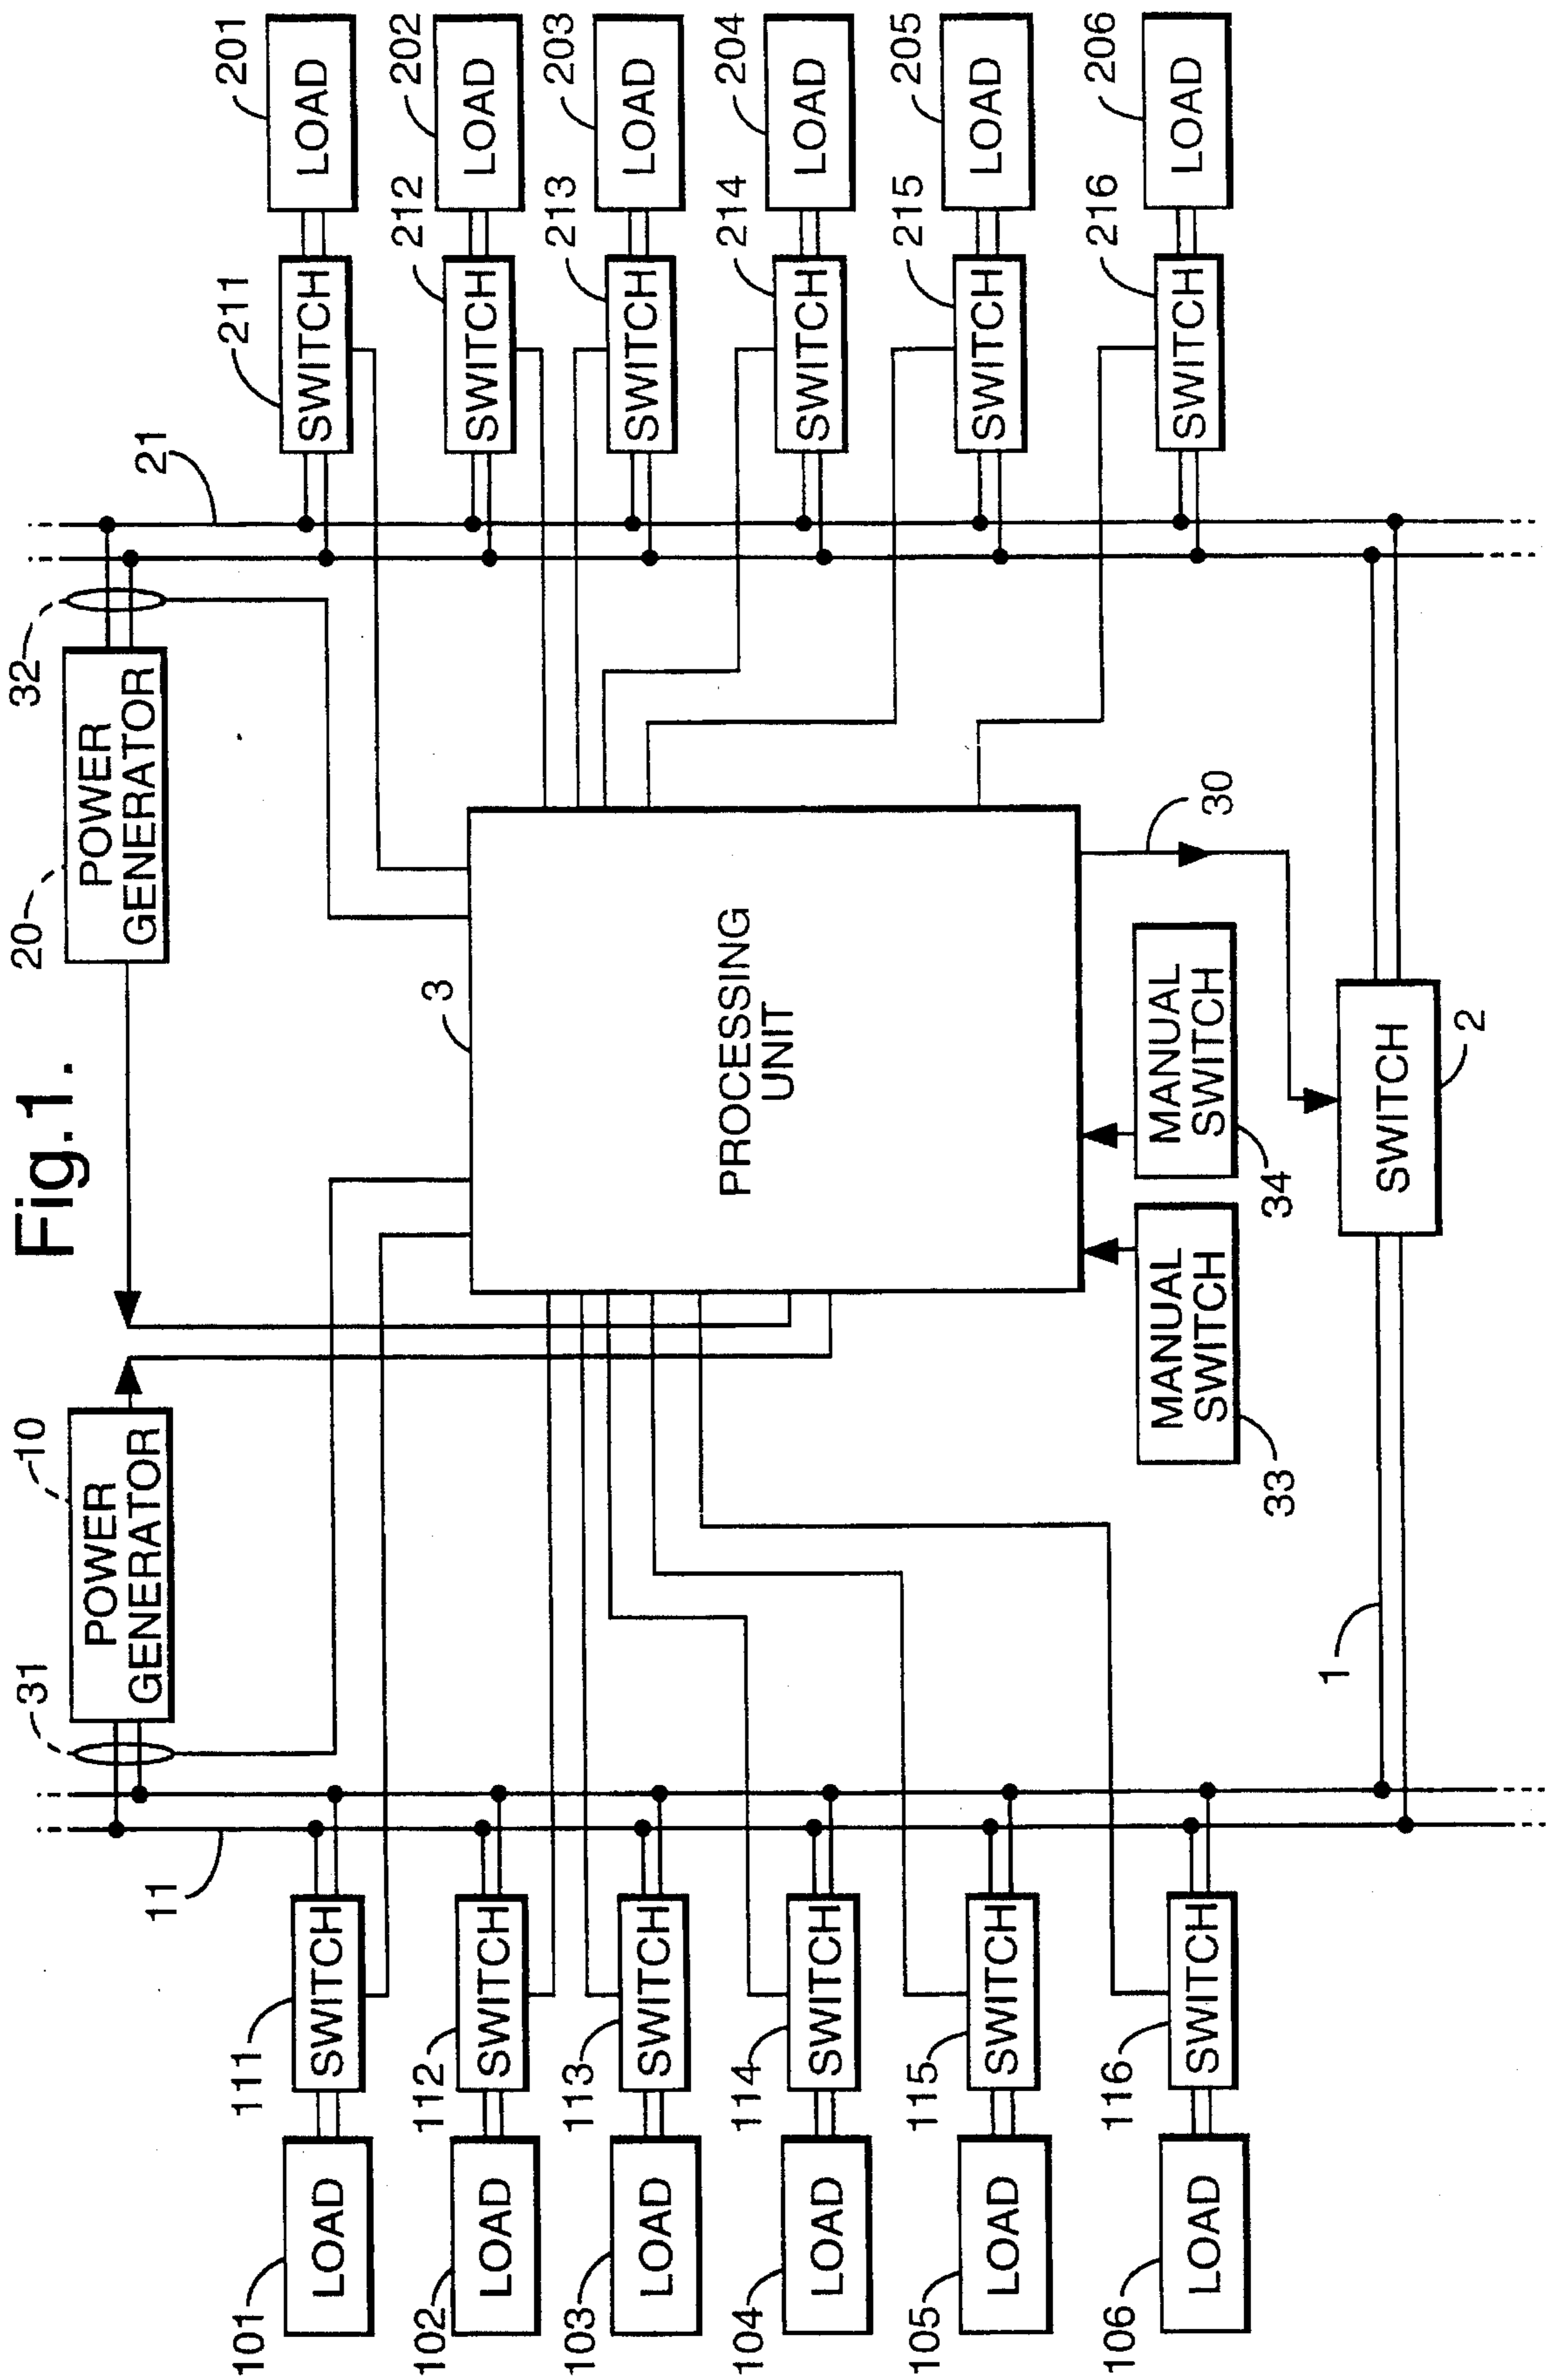 Fig.1.
10
POWER
GENERATOR
31
20
POWER
GENERATOR
32
11
21
101
LOAD
111
SWITCH
211
SWITCH
201
LOAD
102
LOAD
112
SWITCH
212
SWITCH
202
LOAD
103
LOAD
113
SWITCH
213
SWITCH
203
LOAD
104
LOAD
114
SWITCH
214
SWITCH
204
LOAD
105
LOAD
115
SWITCH
215
SWITCH
205
LOAD
106
LOAD
116
SWITCH
216
SWITCH
206
LOAD
3
PROCESSING
UNIT
30
MANUAL
SWITCH
33
MANUAL
SWITCH
34
1
SWITCH
2